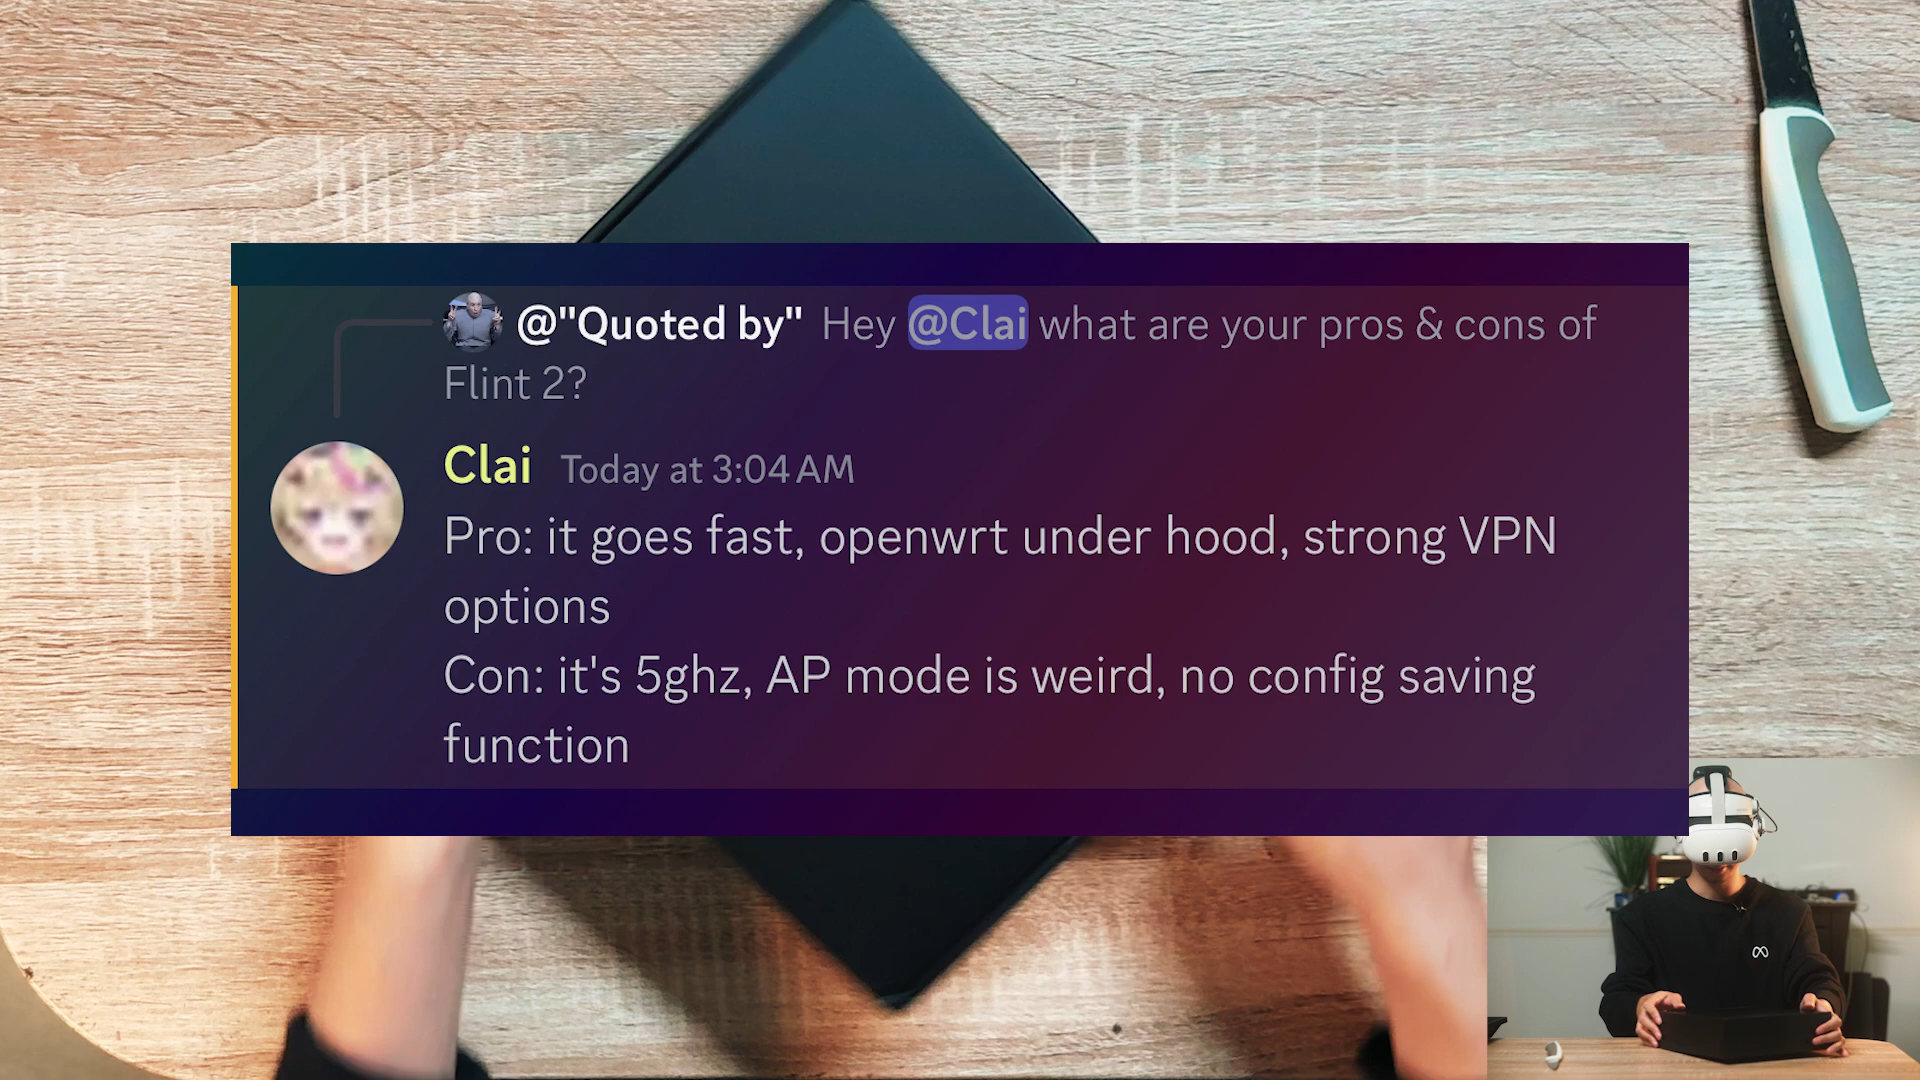 @"Quoted by" Hey @Clai what are your pros & cons of
Flint 2?
Clai Today at 3:04 AM
Pro: it goes fast, openwrt under hood, strong VPN
options
Con: it's 5ghz, AP mode is weird, no config saving
function